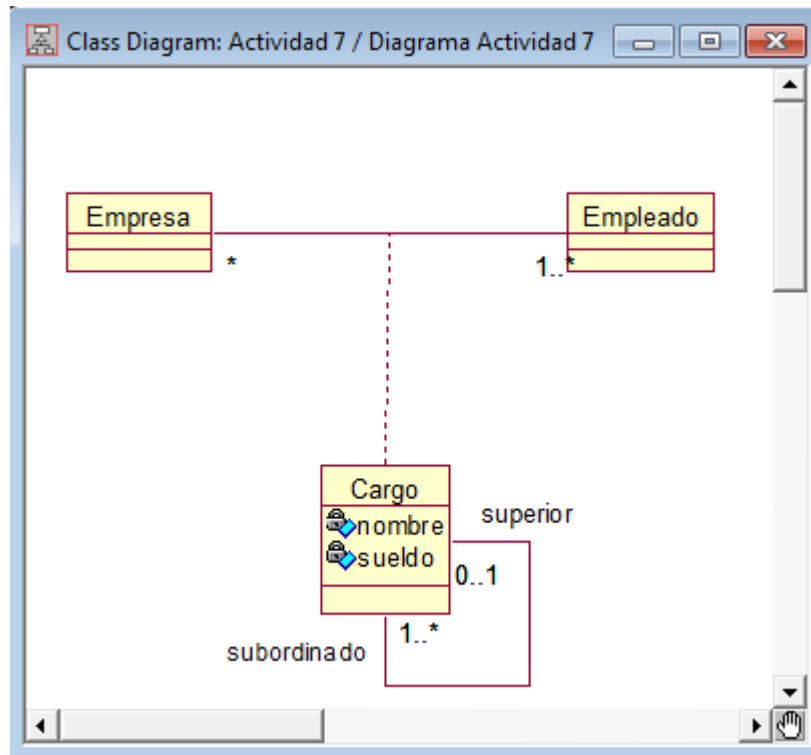 Class Diagram: Actividad 7 / Diagrama Actividad 7
Empresa
Empleado
*
1..*
Cargo
nombre
sueldo
superior
0..1
1..*
subordinado